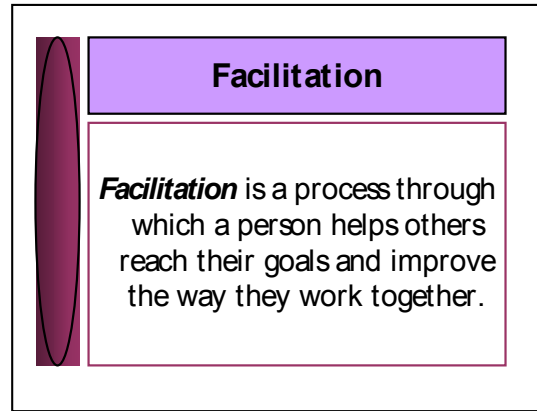 Facilitation
Facilitation is a process through
which a person helps others
reach their goals and improve
the way they work together.